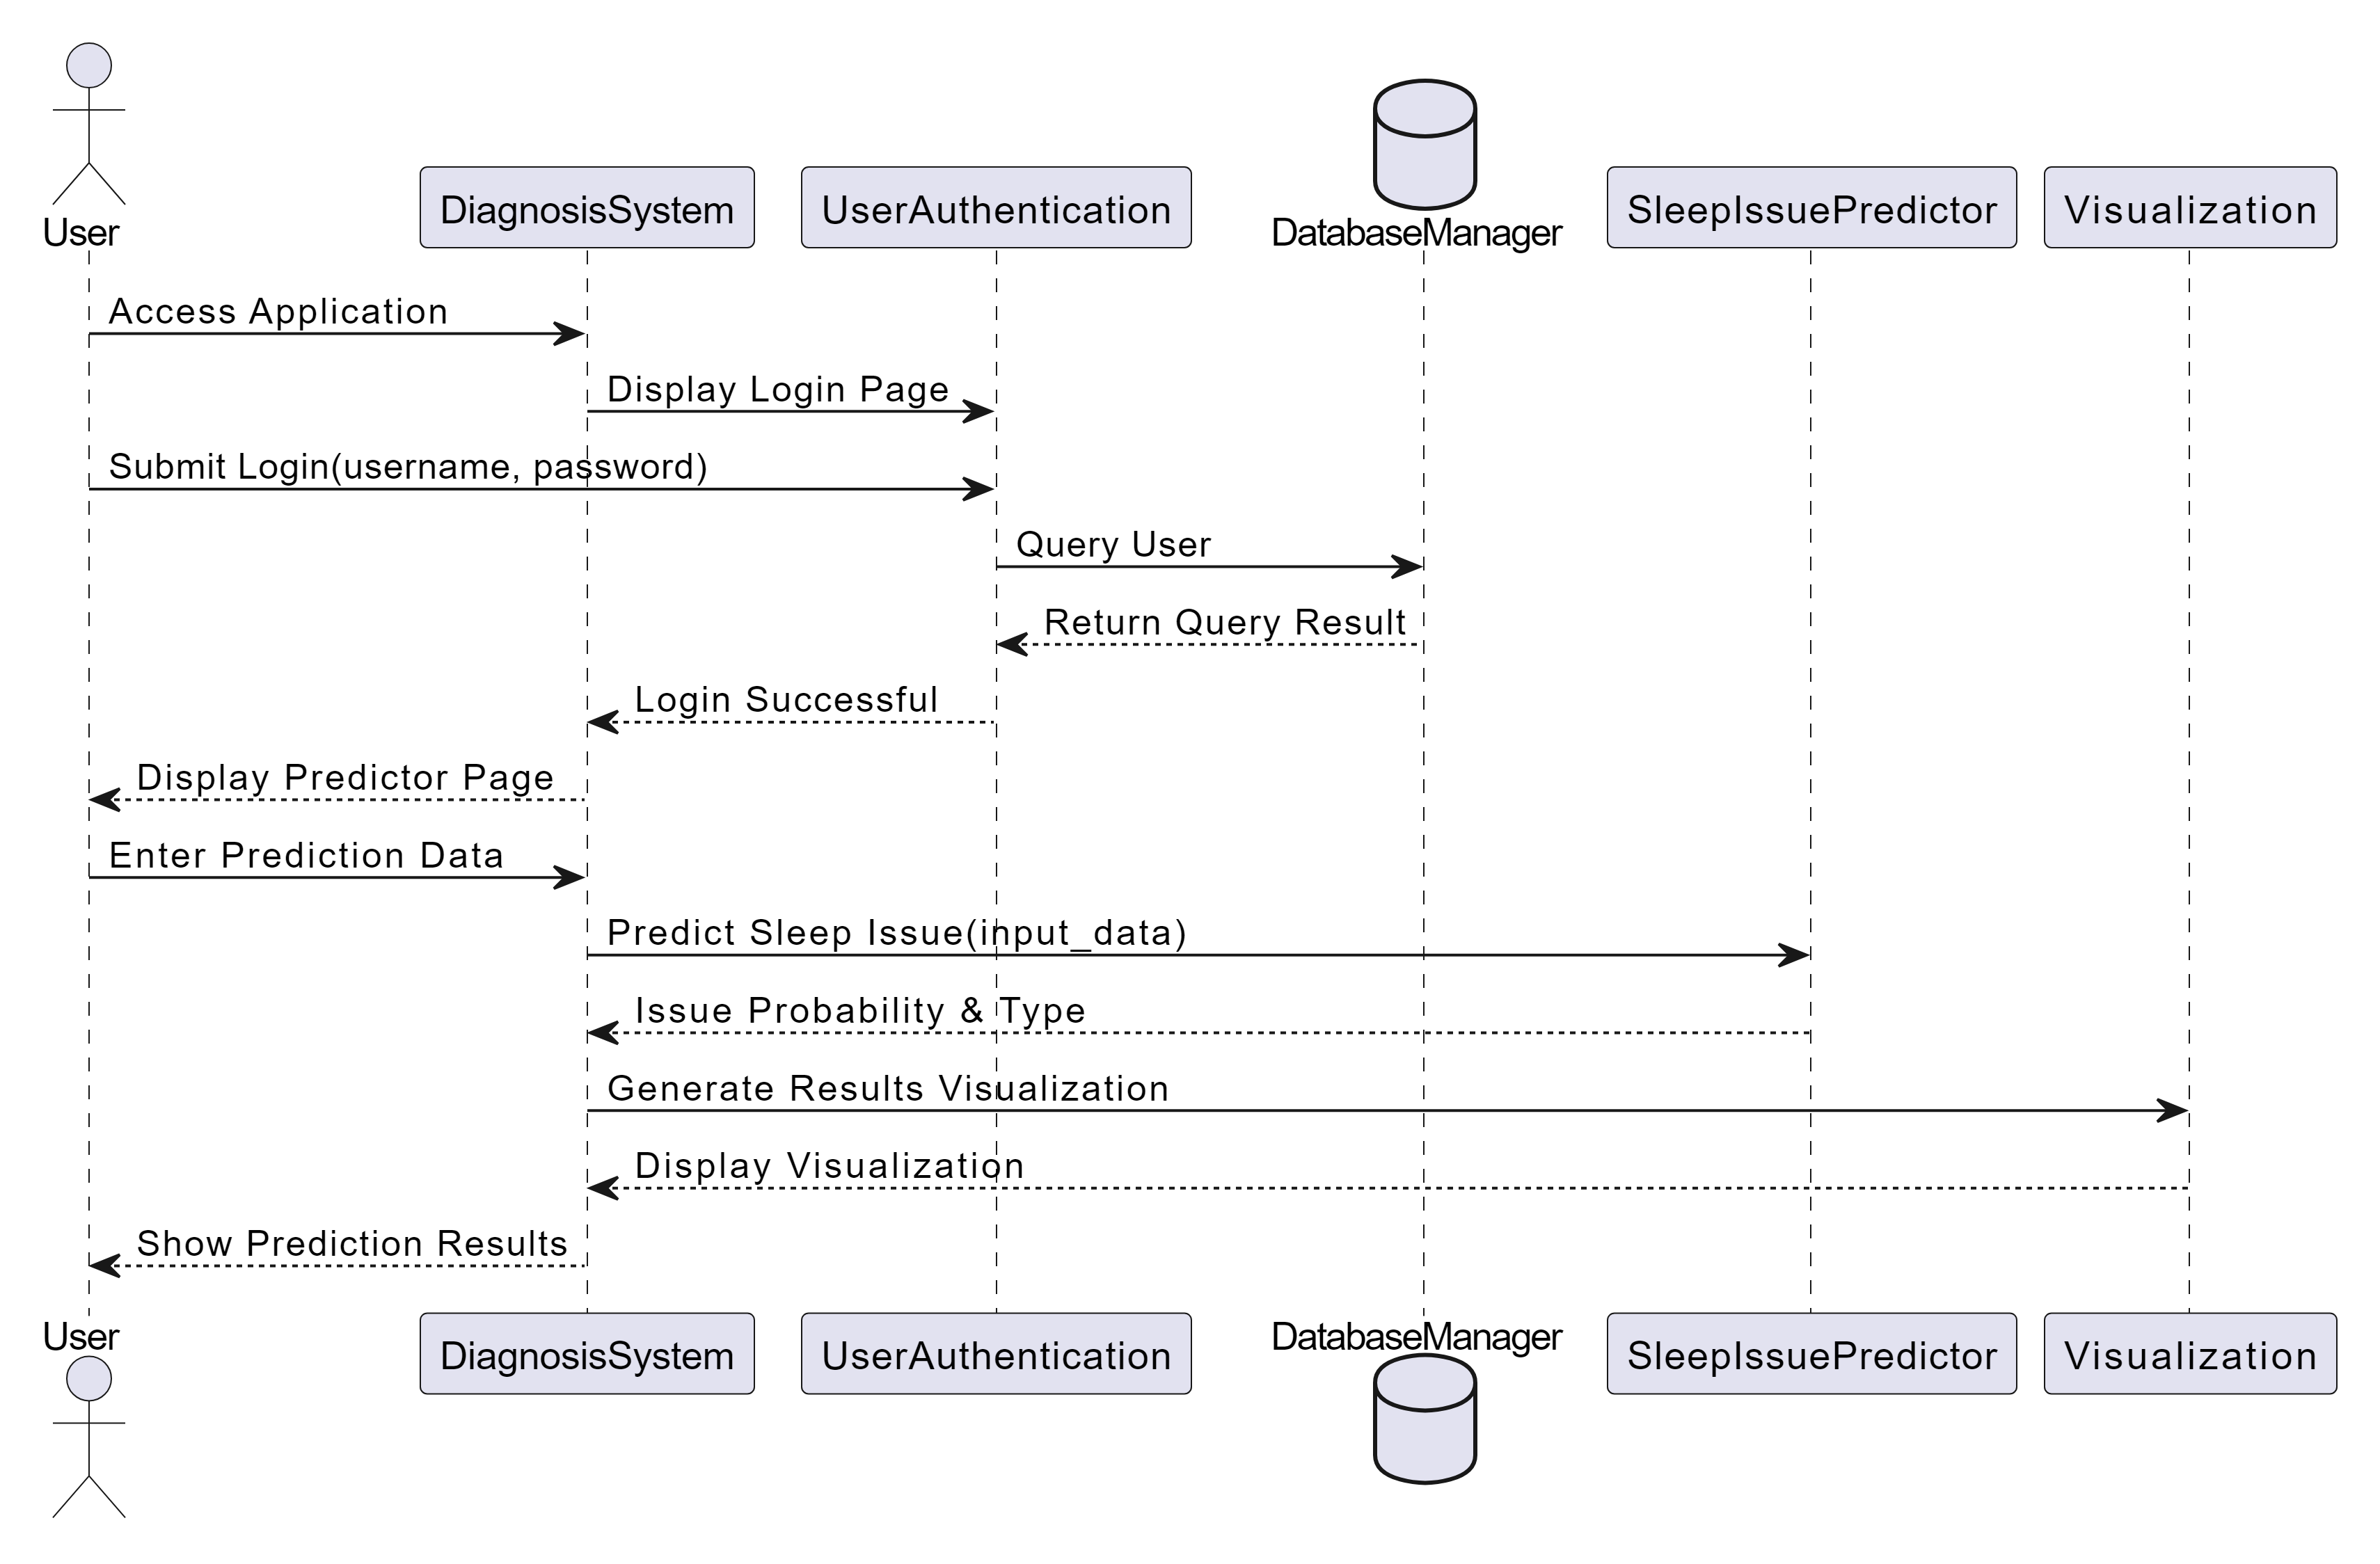 User
DiagnosisSystem
UserAuthentication
DatabaseManager
SleepIssuePredictor
Visualization
Access Application
Display Login Page
Submit Login(username, password)
Query User
Return Query Result
Login Successful
Display Predictor Page
Enter Prediction Data
Predict Sleep Issue(input_data)
Issue Probability & Type
Generate Results Visualization
Display Visualization
Show Prediction Results
User
DiagnosisSystem
UserAuthentication
DatabaseManager
SleepIssuePredictor
Visualization